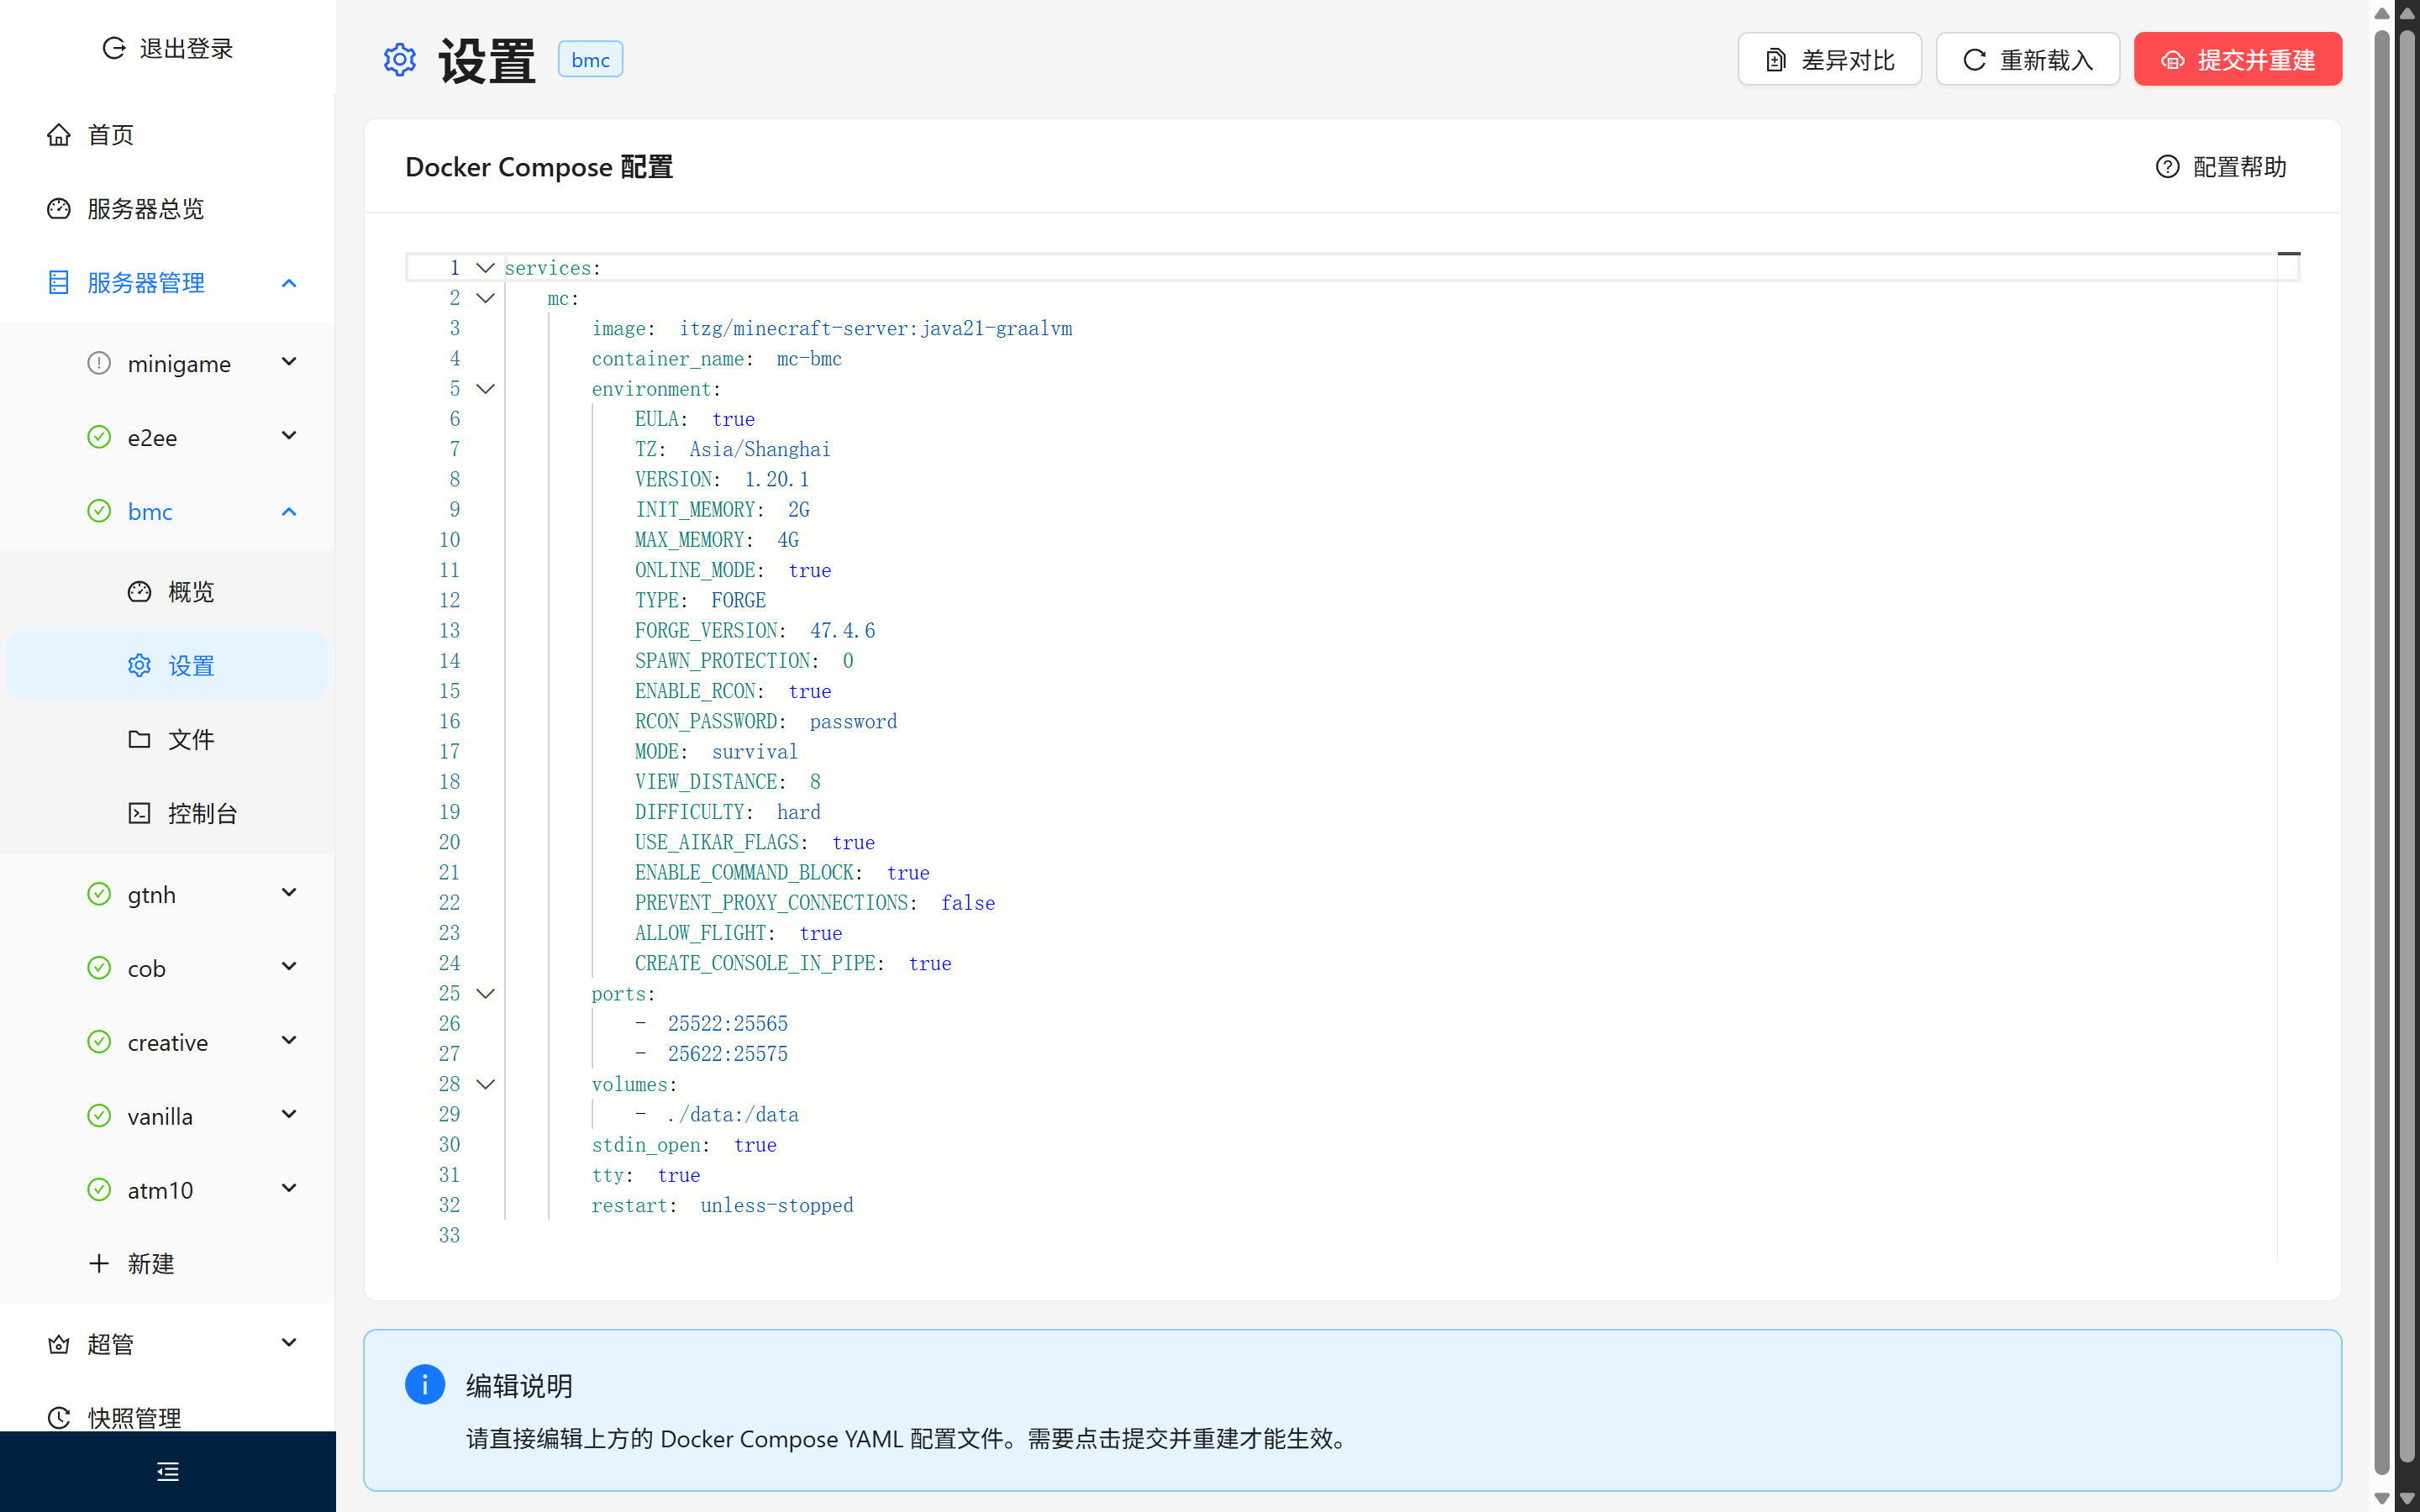 退出登录
首页
服务器总览
服务器管理
minigame
e2ee
bmc
概览
设置
文件
控制台
gtnh
cob
creative
vanilla
atm10
新建
超管
快照管理
设置 bmc
差异对比 重新载入 提交并重建
Docker Compose 配置 配置帮助
1 services:
2 mc:
3 image: itzg/minecraft-server:java21-graalvm
4 container_name: mc-bmc
5 environment:
6 EULA: true
7 TZ: Asia/Shanghai
8 VERSION: 1.20.1
9 INIT_MEMORY: 2G
10 MAX_MEMORY: 4G
11 ONLINE_MODE: true
12 TYPE: FORGE
13 FORGE_VERSION: 47.4.6
14 SPAWN_PROTECTION: 0
15 ENABLE_RCON: true
16 RCON_PASSWORD: password
17 MODE: survival
18 VIEW_DISTANCE: 8
19 DIFFICULTY: hard
20 USE_AIKAR_FLAGS: true
21 ENABLE_COMMAND_BLOCK: true
22 PREVENT_PROXY_CONNECTIONS: false
23 ALLOW_FLIGHT: true
24 CREATE_CONSOLE_IN_PIPE: true
25 ports:
26 - 25522:25565
27 - 25622:25575
28 volumes:
29 - ./data:/data
30 stdin_open: true
31 tty: true
32 restart: unless-stopped
33
编辑说明
请直接编辑上方的 Docker Compose YAML 配置文件。需要点击提交并重建才能生效。